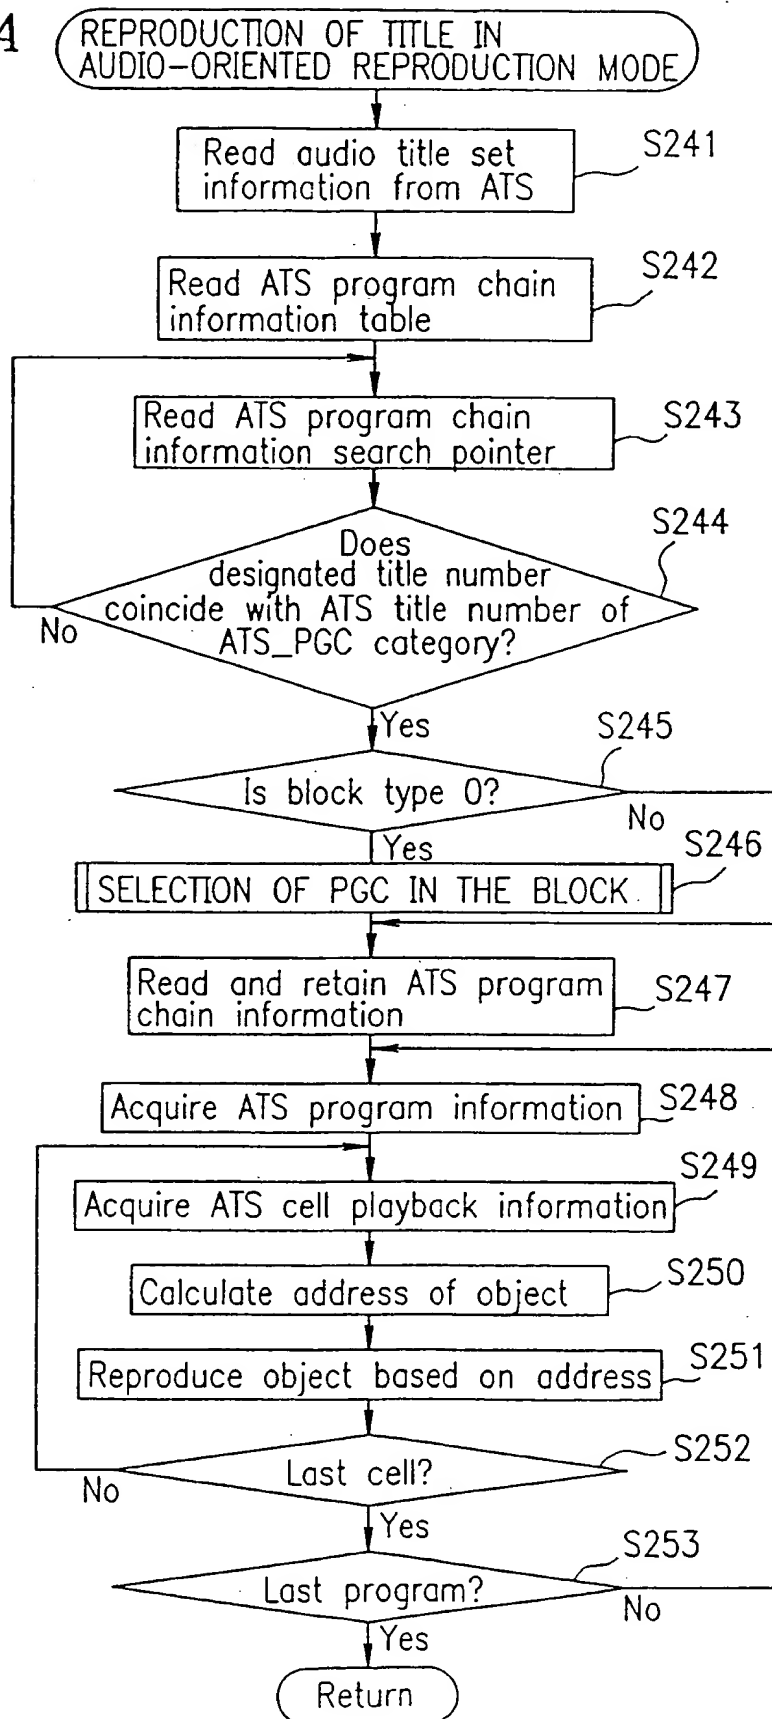 4
REPRODUCTION OF TITLE IN
AUDIO-ORIENTED REPRODUCTION MODE
Read audio title set
information from ATS
S241
Read ATS program chain
information table
S242
Read ATS program chain
information search pointer
S243
Does
designated title number
coincide with ATS title number of
ATS_PGC category?
S244
No
Yes
Is block type 0?
S245
No
Yes
SELECTION OF PGC IN THE BLOCK
S246
Read and retain ATS program
chain information
S247
Acquire ATS program information
S248
Acquire ATS cell playback information
S249
Calculate address of object
S250
Reproduce object based on address
S251
Last cell?
S252
No
Yes
Last program?
S253
No
Yes
Return